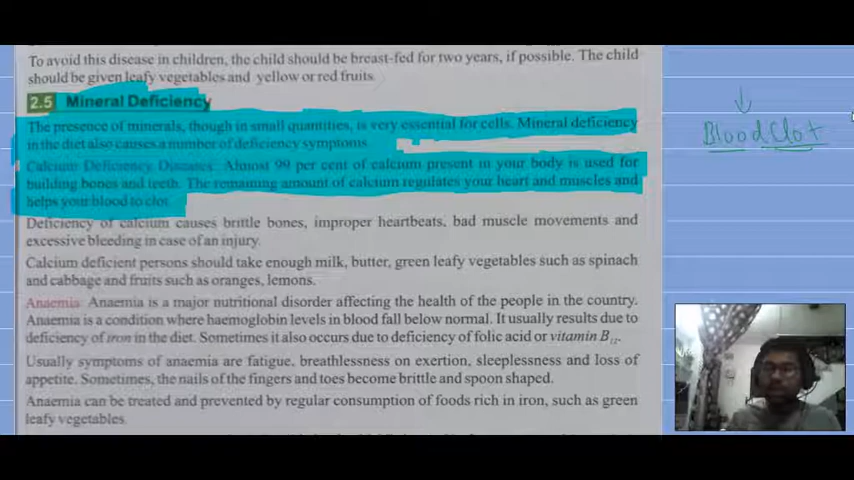 To avoid this disease in children, the child should be breast-fed for two years, if possible. The child
should be given leafy vegetables and yellow or red fruits.
2.5 Mineral Deficiency
The presence of minerals, though in small quantities, is very essential for cells. Mineral deficiency
in the diet also causes a number of deficiency symptoms.
Calcium Deficiency Diseases: Almost 99 per cent of calcium present in your body is used for
building bones and teeth. The remaining amount of calcium regulates your heart and muscles and
helps your blood to clot.
Deficiency of calcium causes brittle bones, improper heartbeats, bad muscle movements and
excessive bleeding in case of an injury.
Calcium deficient persons should take enough milk, butter, green leafy vegetables such as spinach
and cabbage and fruits such as oranges, lemons.
Anaemia: Anaemia is a major nutritional disorder affecting the health of the people in the country.
Anaemia is a condition where haemoglobin levels in blood fall below normal. It usually results due to
deficiency of iron in the diet. Sometimes it also occurs due to deficiency of folic acid or vitamin B₁₂.
Usually symptoms of anaemia are fatigue, breathlessness on exertion, sleeplessness and loss of
appetite. Sometimes, the nails of the fingers and toes become brittle and spoon shaped.
Anaemia can be treated and prevented by regular consumption of foods rich in iron, such as green
leafy vegetables.
Blood Clot